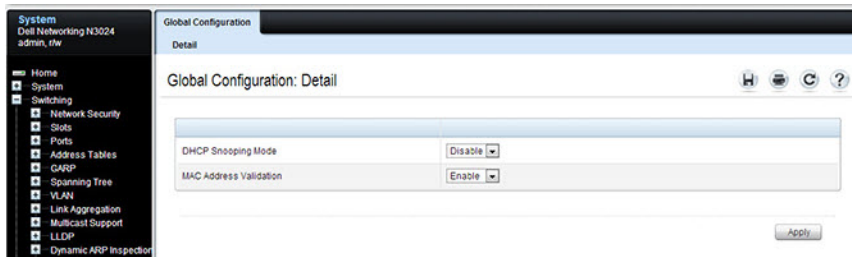 System
Dell Networking N3024
admin, r/w
Home
System
Switching
Network Security
Slots
Ports
Address Tables
GARP
Spanning Tree
VLAN
Link Aggregation
Multicast Support
LLDP
Dynamic ARP Inspection
Global Configuration
Detail
Global Configuration: Detail
DHCP Snooping Mode Disable
MAC Address Validation Enable
Apply